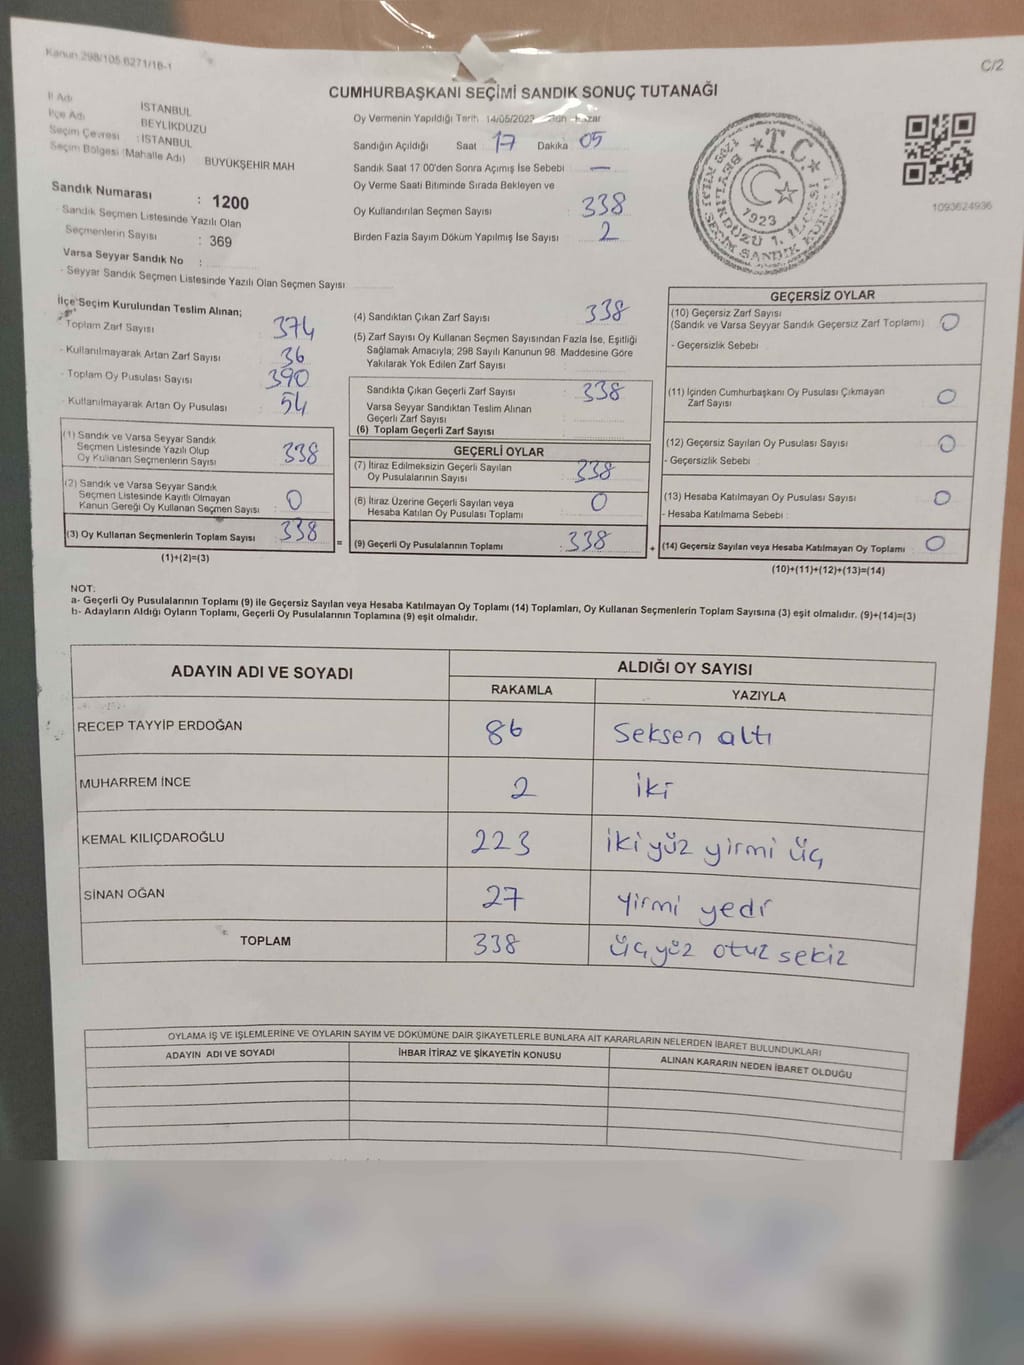 Kanun 298/105 6271/18-1
C/2
CUMHURBAŞKANI SEÇİMİ SANDIK SONUÇ TUTANAĞI
İl Adı : İSTANBUL
İlçe Adı : BEYLİKDÜZÜ
Seçim Çevresi : İSTANBUL
Seçim Bölgesi (Mahalle Adı) BÜYÜKŞEHİR MAH
Sandık Numarası : 1200
Sandık Seçmen Listesinde Yazılı Olan
Seçmenlerin Sayısı : 369
Varsa Seyyar Sandık No :
- Seyyar Sandık Seçmen Listesinde Yazılı Olan Seçmen Sayısı
Oy Vermenin Yapıldığı Tarih 14/05/2023 Pazar
Sandığın Açıldığı Saat 17 Dakika 05
Sandık Saat 17 00'den Sonra Açımış İse Sebebi : —
Oy Verme Saati Bitiminde Sırada Bekleyen ve
Oy Kullandırılan Seçmen Sayısı : 338
Birden Fazla Sayım Döküm Yapılmış İse Sayısı : 2
T.C.
1923
SEÇİM SANDIK KURULU
1093624936
İlçe Seçim Kurulundan Teslim Alınan;
Toplam Zarf Sayısı : 374
- Kullanılmayarak Artan Zarf Sayısı : 36
- Toplam Oy Pusulası Sayısı : 390
- Kullanılmayarak Artan Oy Pusulası : 54
(1) Sandık ve Varsa Seyyar Sandık
Seçmen Listesinde Yazılı Olup
Oy Kullanan Seçmenlerin Sayısı : 338
(2) Sandık ve Varsa Seyyar Sandık
Seçmen Listesinde Kayıtlı Olmayan
Kanun Gereği Oy Kullanan Seçmen Sayısı : 0
(3) Oy Kullanan Seçmenlerin Toplam Sayısı : 338
(1)+(2)=(3)
=
(4) Sandıktan Çıkan Zarf Sayısı : 338
(5) Zarf Sayısı Oy Kullanan Seçmen Sayısından Fazla İse, Eşitliği
Sağlamak Amacıyla; 298 Sayılı Kanunun 98. Maddesine Göre
Yakılarak Yok Edilen Zarf Sayısı :
Sandıkta Çıkan Geçerli Zarf Sayısı : 338
Varsa Seyyar Sandıktan Teslim Alınan
Geçerli Zarf Sayısı :
(6) Toplam Geçerli Zarf Sayısı :
GEÇERLİ OYLAR
(7) İtiraz Edilmeksizin Geçerli Sayılan
Oy Pusulalarının Sayısı : 338
(8) İtiraz Üzerine Geçerli Sayılan veya
Hesaba Katılan Oy Pusulası Toplamı : 0
(9) Geçerli Oy Pusulalarının Toplamı : 338
+
GEÇERSİZ OYLAR
(10) Geçersiz Zarf Sayısı
(Sandık ve Varsa Seyyar Sandık Geçersiz Zarf Toplamı) : 0
- Geçersizlik Sebebi :
(11) İçinden Cumhurbaşkanı Oy Pusulası Çıkmayan
Zarf Sayısı : 0
(12) Geçersiz Sayılan Oy Pusulası Sayısı : 0
- Geçersizlik Sebebi :
(13) Hesaba Katılmayan Oy Pusulası Sayısı : 0
- Hesaba Katılmama Sebebi :
(14) Geçersiz Sayılan veya Hesaba Katılmayan Oy Toplamı : 0
(10)+(11)+(12)+(13)=(14)
NOT:
a- Geçerli Oy Pusulalarının Toplamı (9) ile Geçersiz Sayılan veya Hesaba Katılmayan Oy Toplamı (14) Toplamları, Oy Kullanan Seçmenlerin Toplam Sayısına (3) eşit olmalıdır. (9)+(14)=(3)
b- Adayların Aldığı Oyların Toplamı, Geçerli Oy Pusulalarının Toplamına (9) eşit olmalıdır.
ADAYIN ADI VE SOYADI ALDIĞI OY SAYISI
RAKAMLA YAZIYLA
RECEP TAYYİP ERDOĞAN 86 Seksen altı
MUHARREM İNCE 2 iki
KEMAL KILIÇDAROĞLU 223 iki yüz yirmi üç
SİNAN OĞAN 27 yirmi yedi
TOPLAM 338 üç yüz otuz sekiz
OYLAMA İŞ VE İŞLEMLERİNE VE OYLARIN SAYIM VE DÖKÜMÜNE DAİR ŞİKAYETLERLE BUNLARA AİT KARARLARIN NELERDEN İBARET BULUNDUKLARI
ADAYIN ADI VE SOYADI İHBAR İTİRAZ VE ŞİKAYETİN KONUSU ALINAN KARARIN NEDEN İBARET OLDUĞU